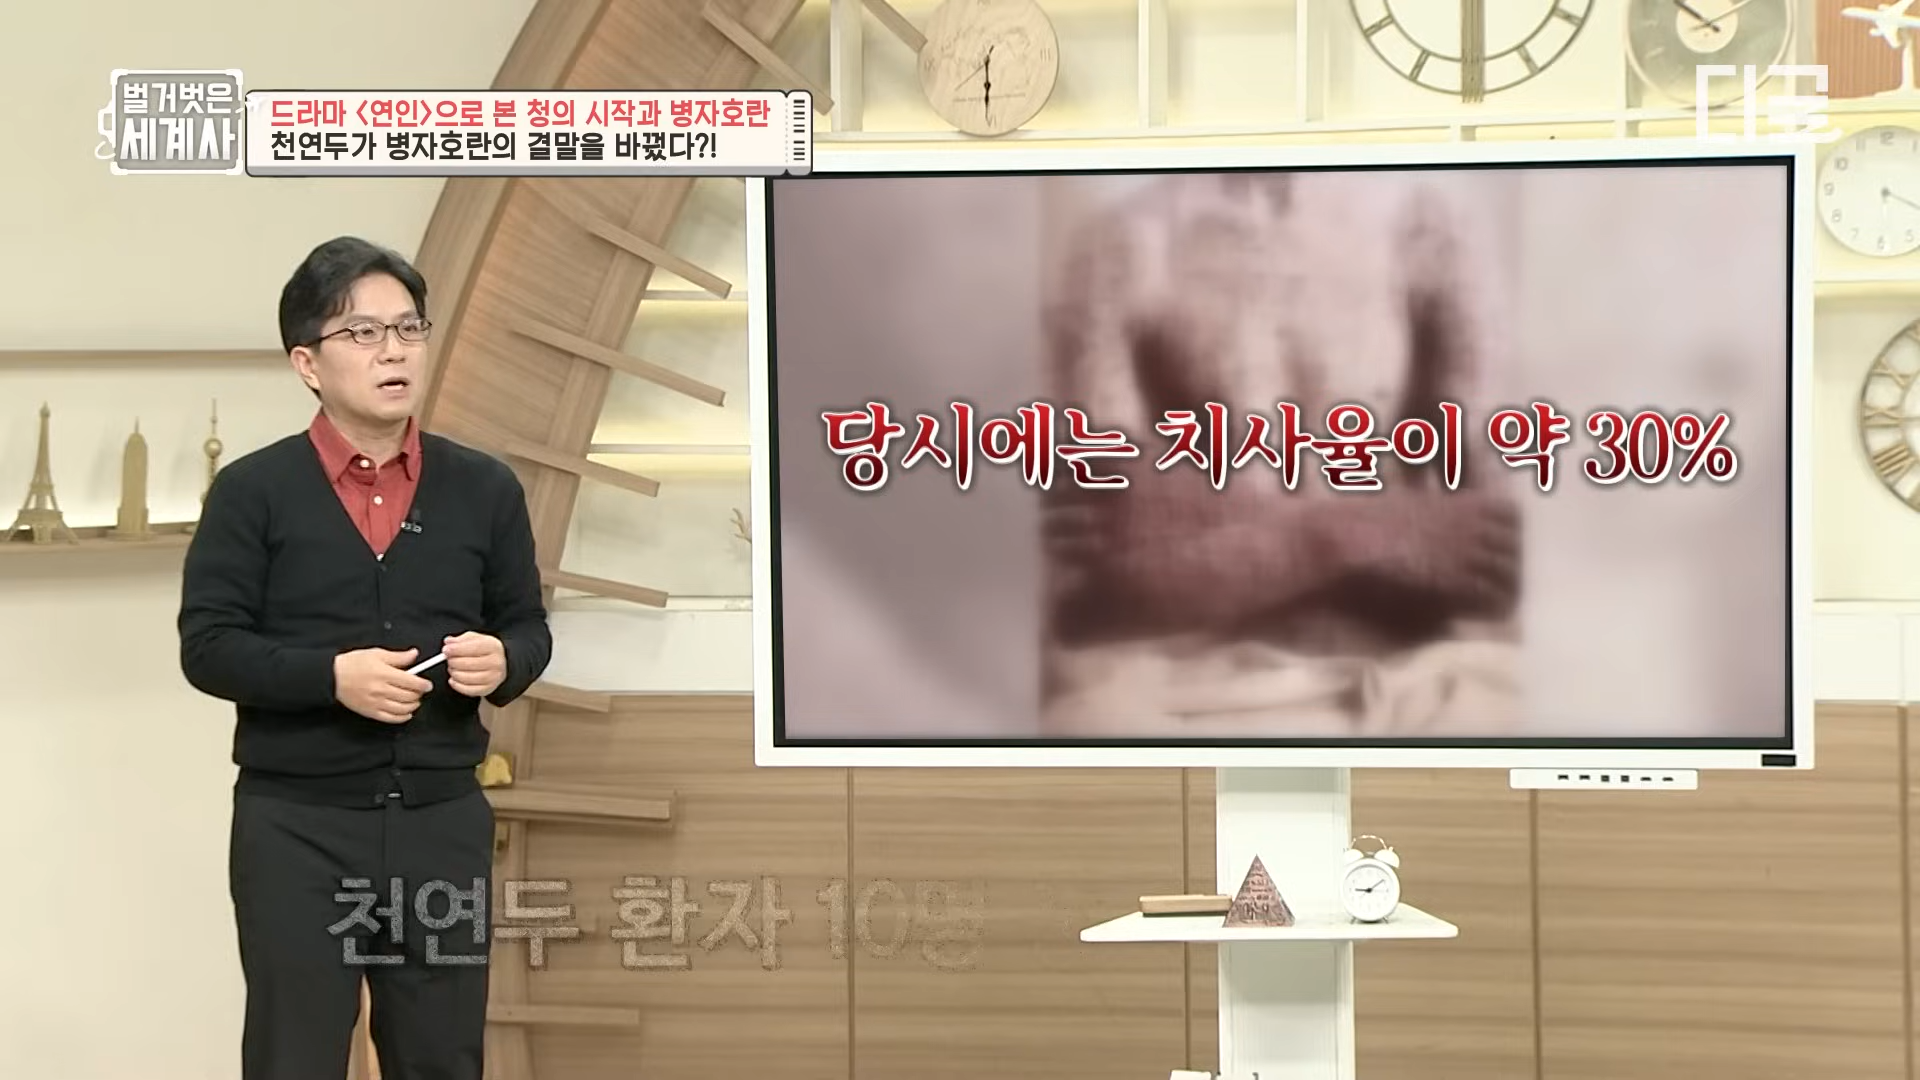 벌거벗은
세계사
드라마 <연인>으로 본 청의 시작과 병자호란
천연두가 병자호란의 결말을 바꿨다?!
디글
당시에는 치사율이 약 30%
천연두 환자 10명